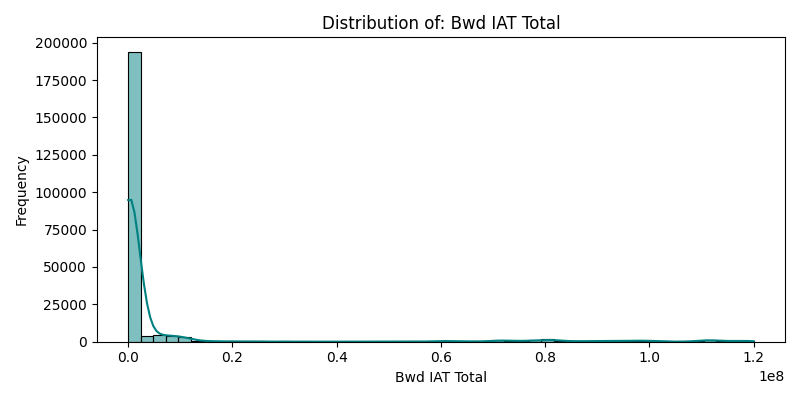 Distribution of: Bwd IAT Total
200000
175000
150000
125000
100000
75000
50000
25000
0
Frequency
0.0 0.2 0.4 0.6 0.8 1.0 1.2
1e8
Bwd IAT Total